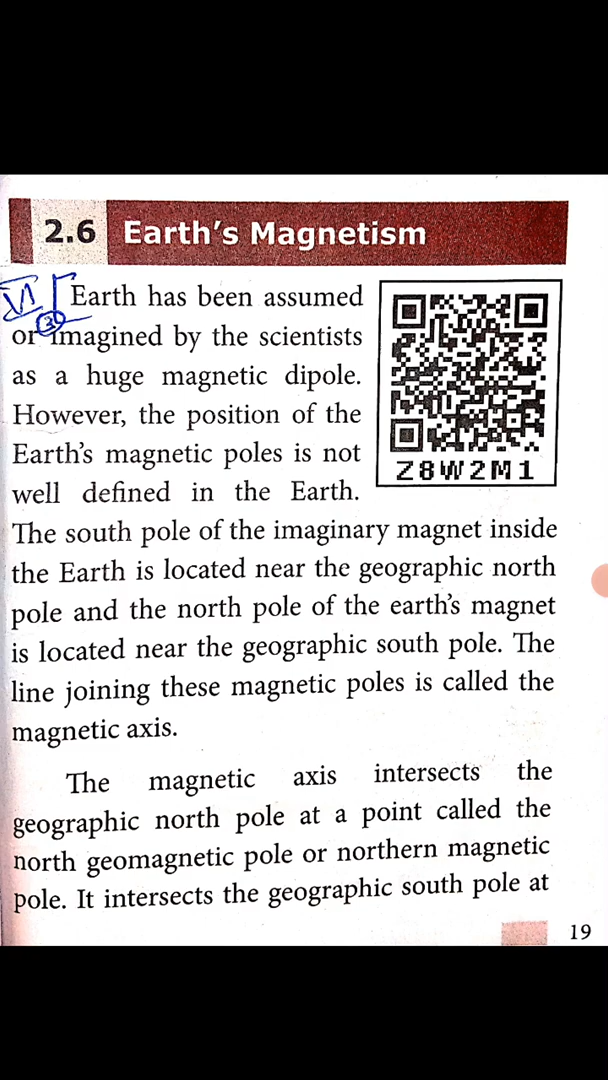 2.6 Earth's Magnetism
VI
3
Earth has been assumed
or imagined by the scientists
as a huge magnetic dipole.
However, the position of the
Earth's magnetic poles is not
well defined in the Earth.
Z8W2M1
The south pole of the imaginary magnet inside
the Earth is located near the geographic north
pole and the north pole of the earth's magnet
is located near the geographic south pole. The
line joining these magnetic poles is called the
magnetic axis.
The magnetic axis intersects the
geographic north pole at a point called the
north geomagnetic pole or northern magnetic
pole. It intersects the geographic south pole at
19